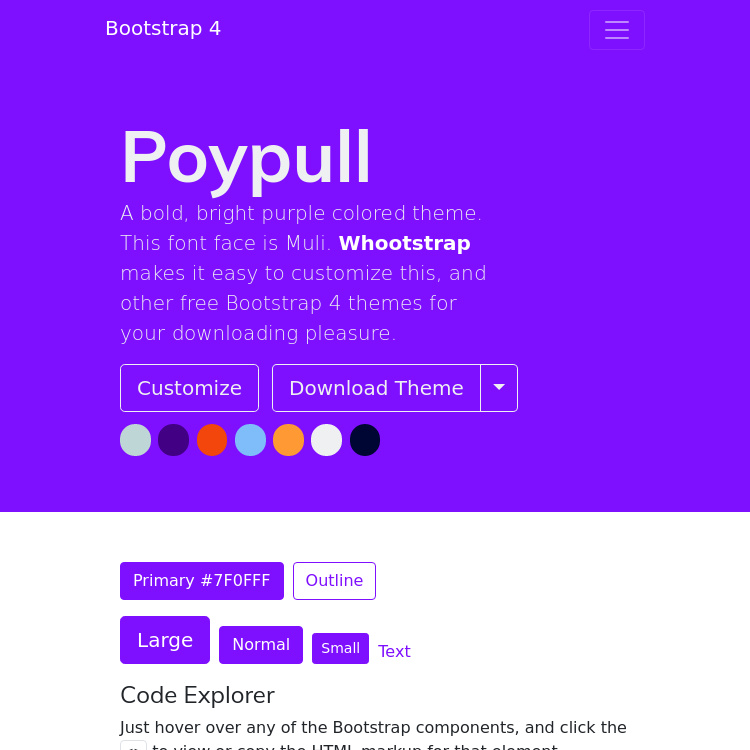 Bootstrap 4
Poypull
A bold, bright purple colored theme.
This font face is Muli. Whootstrap
makes it easy to customize this, and
other free Bootstrap 4 themes for
your downloading pleasure.
Customize Download Theme
Primary #7F0FFF Outline
Large Normal Small Text
Code Explorer
Just hover over any of the Bootstrap components, and click the
to view or copy the HTML markup for that element.